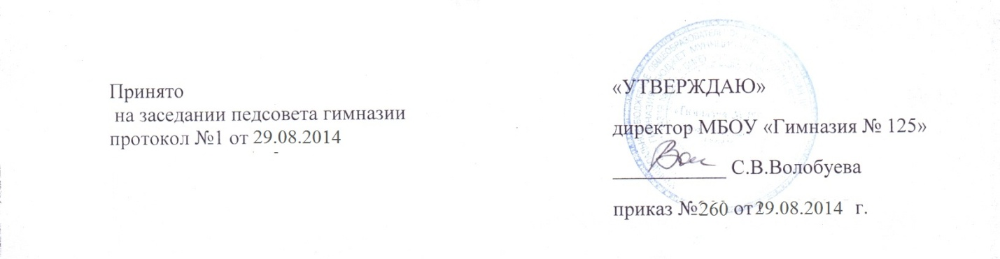 Принято
на заседании педсовета гимназии
протокол №1 от 29.08.2014
«УТВЕРЖДАЮ»
директор МБОУ «Гимназия № 125»
____________ С.В.Волобуева
приказ №260 от 29.08.2014 г.